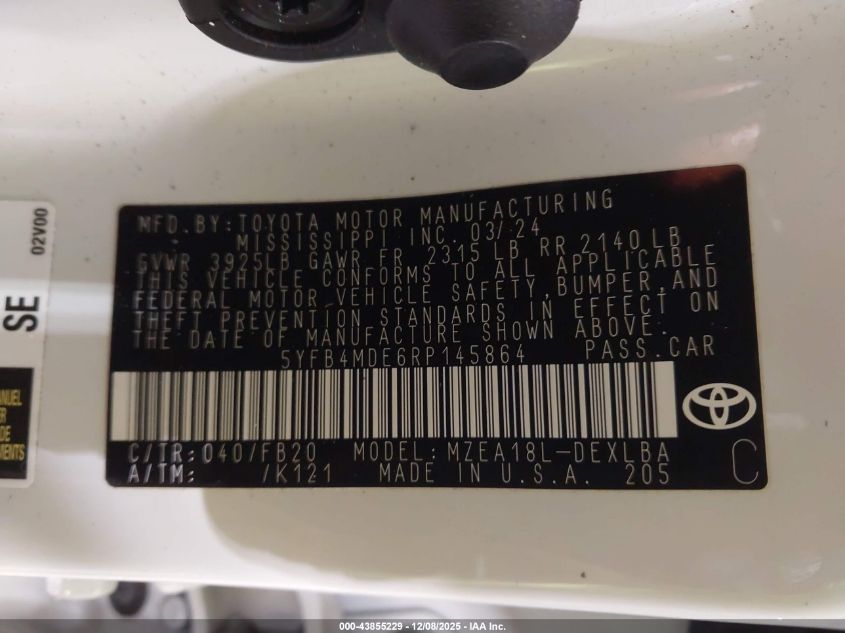 MFD.BY:TOYOTA MOTOR MANUFACTURING
MISSISSIPPI INC. 03/24
GVWR 3925LB GAWR FR 2315 LB RR 2140 LB
THIS VEHICLE CONFORMS TO ALL APPLICABLE
FEDERAL MOTOR VEHICLE SAFETY,BUMPER,AND
THEFT PREVENTION STANDARDS IN EFFECT ON
THE DATE OF MANUFACTURE SHOWN ABOVE.
5YFB4MDE6RP145864 PASS.CAR
C/TR:040/FB20 MODEL:MZEA18L-DEXLBA
A/TM: /K121 MADE IN U.S.A. 205
C
02V00
SE
000-43855229 - 12/08/2025 - IAA Inc.